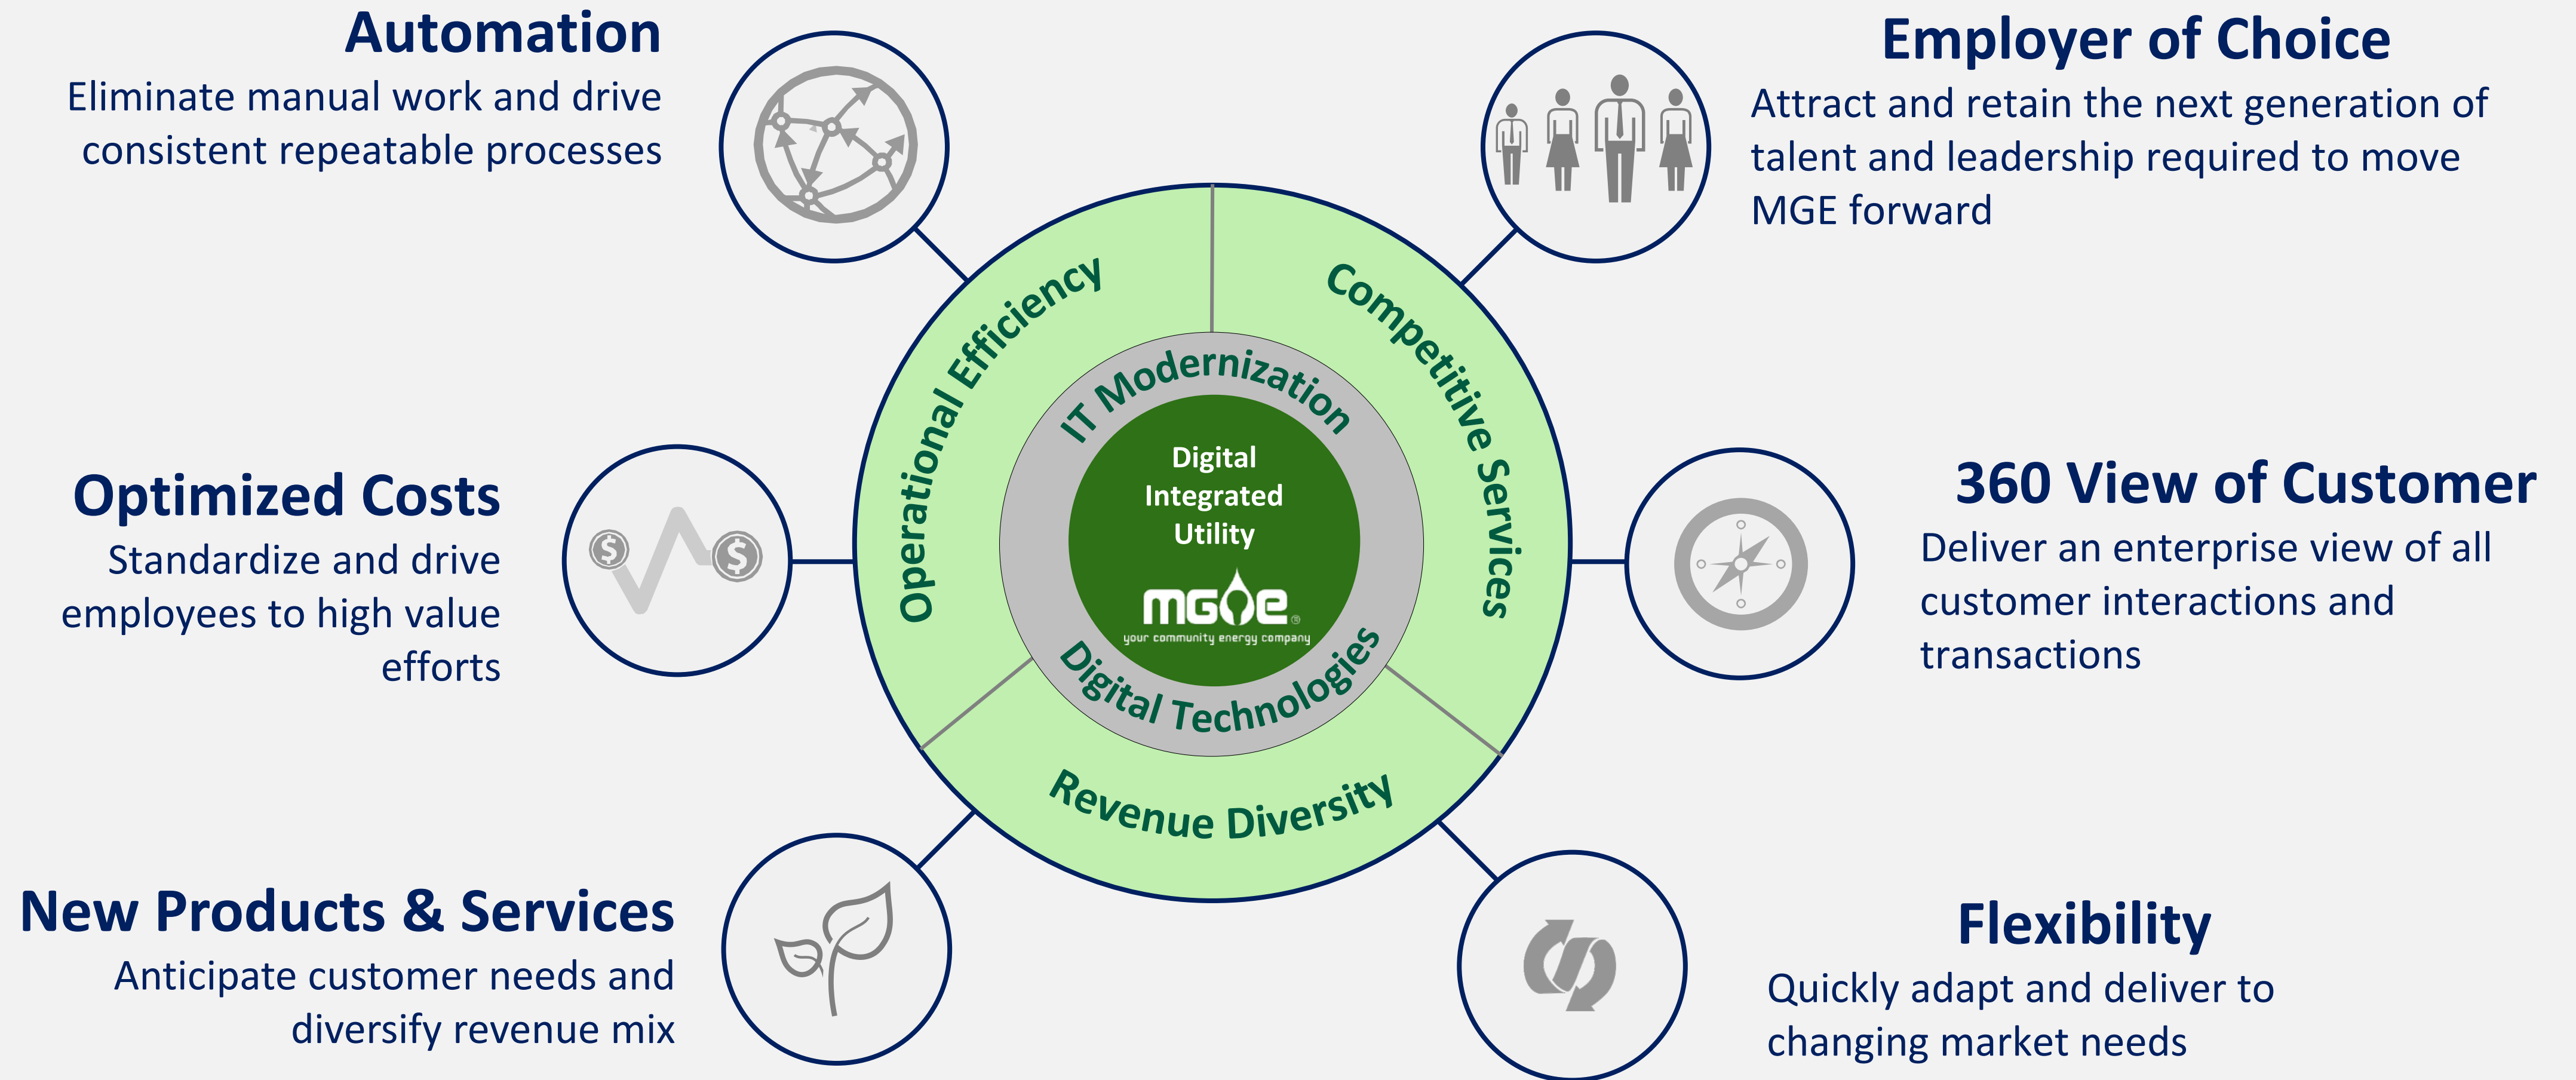 Automation
Eliminate manual work and drive
consistent repeatable processes
Employer of Choice
Attract and retain the next generation of
talent and leadership required to move
MGE forward
Optimized Costs
Standardize and drive
employees to high value
efforts
360 View of Customer
Deliver an enterprise view of all
customer interactions and
transactions
New Products & Services
Anticipate customer needs and
diversify revenue mix
Flexibility
Quickly adapt and deliver to
changing market needs
Operational Efficiency
Competitive Services
Revenue Diversity
IT Modernization
Digital Technologies
Digital
Integrated
Utility
mge®
your community energy company
$ $